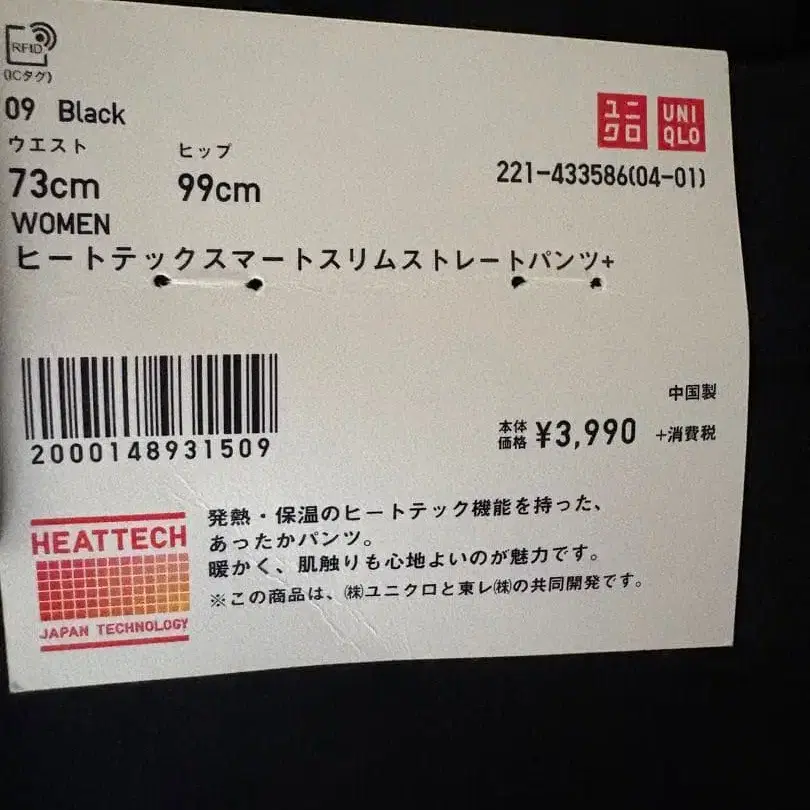 RFID
(ICタグ)
09 Black
ユニクロ
UNIQLO
ウエスト ヒップ
73cm 99cm
221-433586(04-01)
WOMEN
ヒートテックスマートスリムストレートパンツ+
中国製
2000148931509
本体価格 ¥3,990 +消費税
HEATTECH
JAPAN TECHNOLOGY
発熱・保温のヒートテック機能を持った、
あったかパンツ。
暖かく、肌触りも心地よいのが魅力です。
※この商品は、㈱ユニクロと東レ㈱の共同開発です。